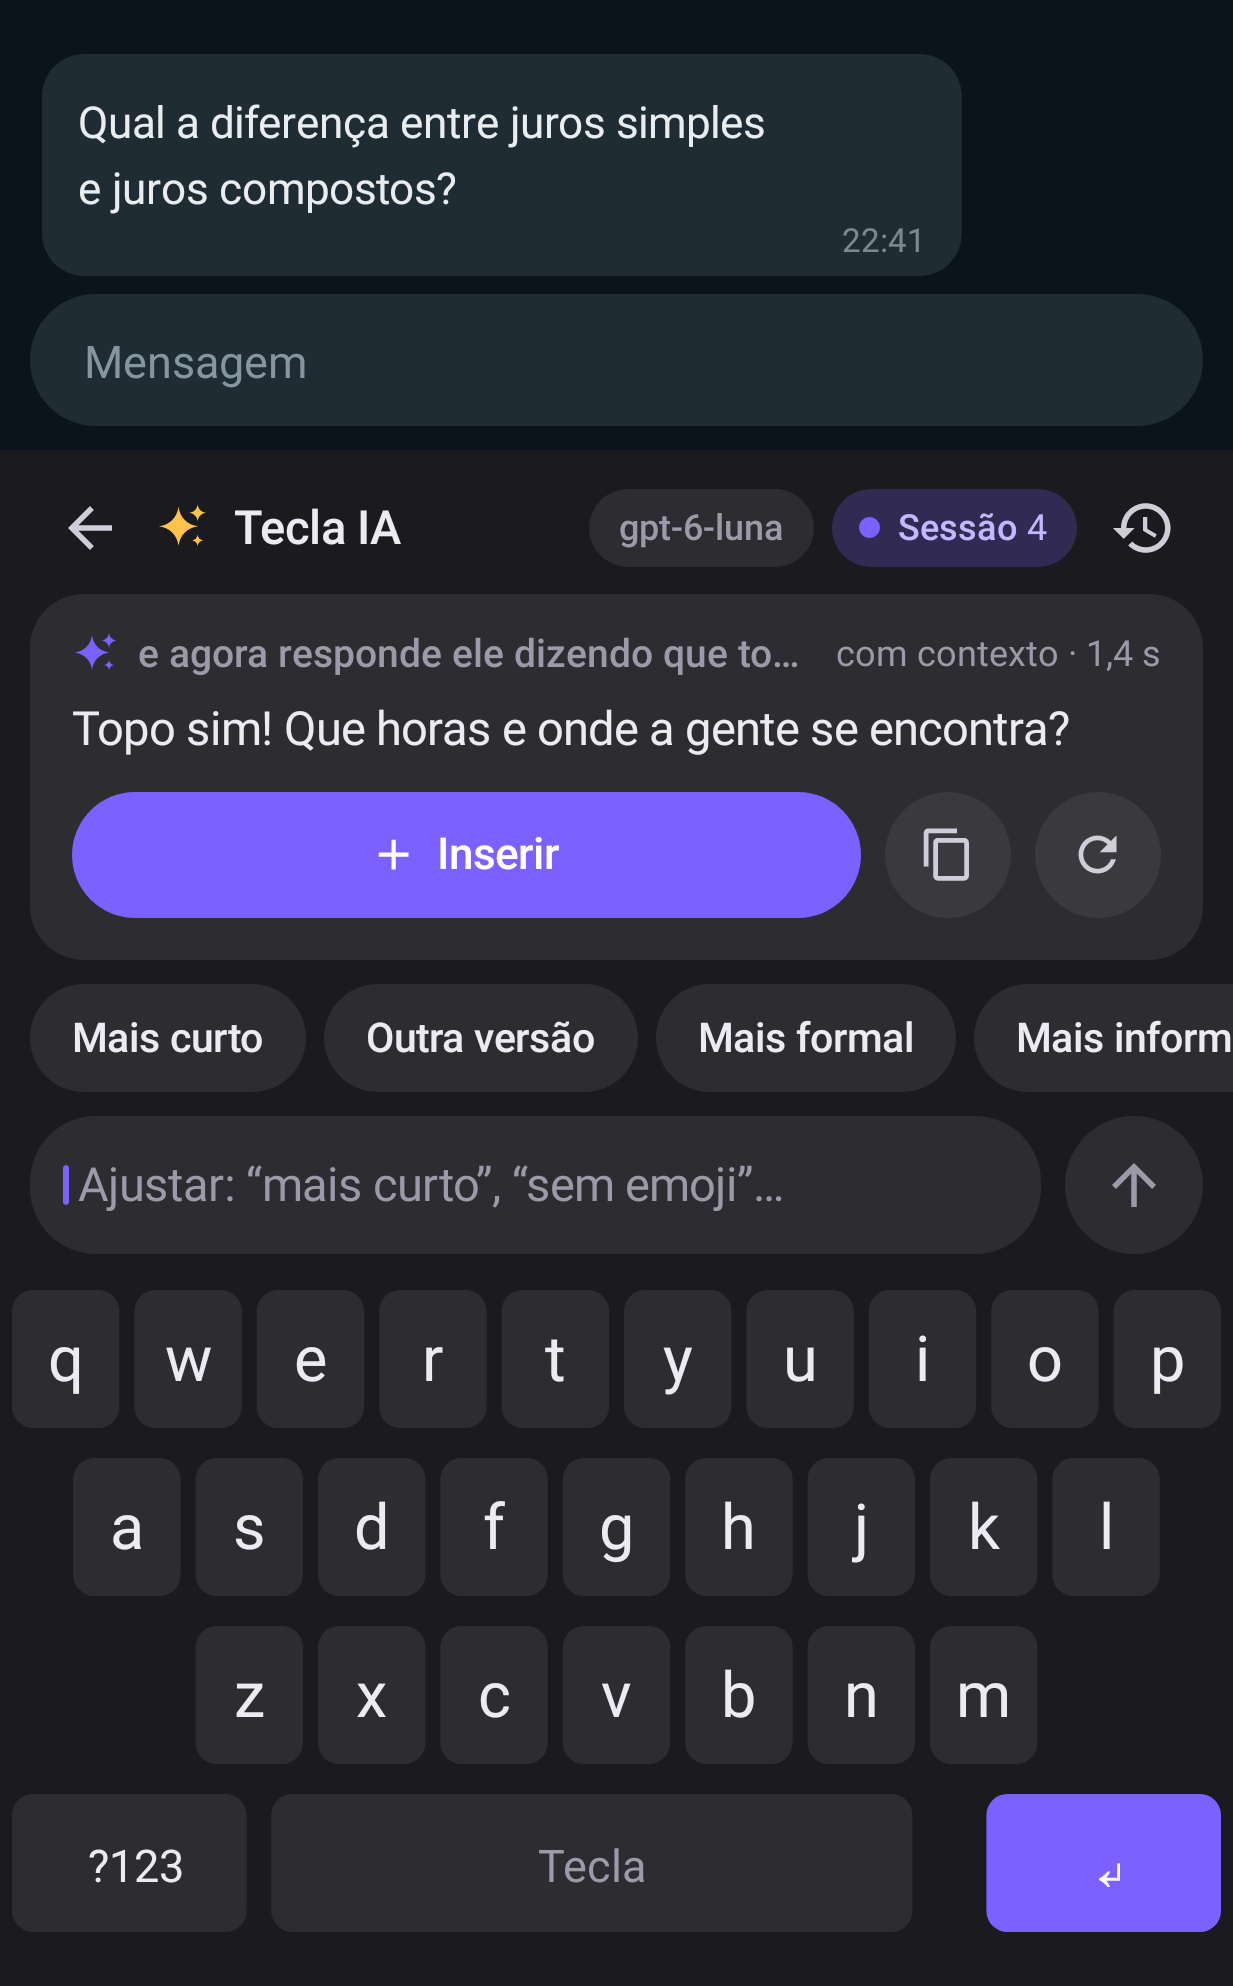 Qual a diferença entre juros simples
e juros compostos?
22:41
Mensagem
Tecla IA
gpt-6-luna
Sessão 4
e agora responde ele dizendo que to…
com contexto · 1,4 s
Topo sim! Que horas e onde a gente se encontra?
+ Inserir
Mais curto
Outra versão
Mais formal
Mais inform
Ajustar: “mais curto”, “sem emoji”…
q w e r t y u i o p
a s d f g h j k l
z x c v b n m
?123
Tecla